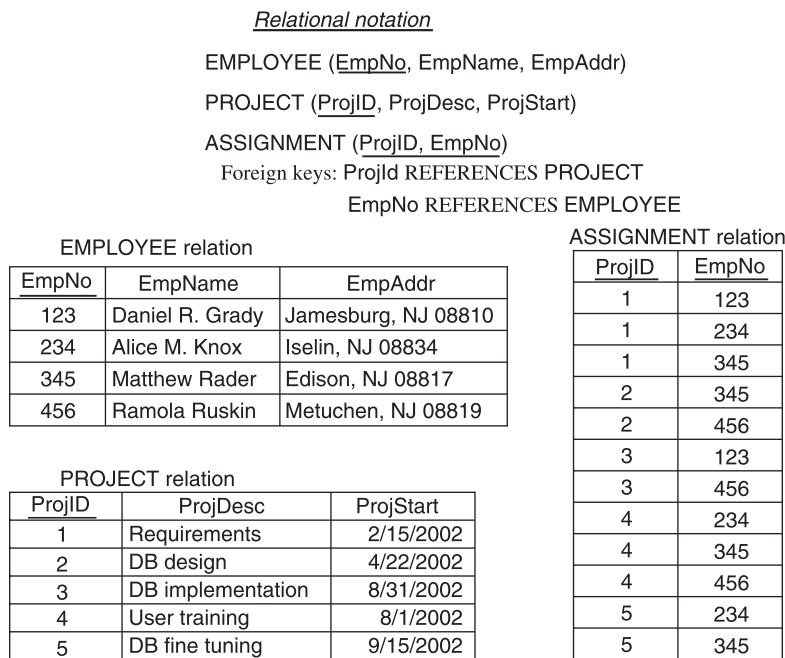 Relational notation
EMPLOYEE (EmpNo, EmpName, EmpAddr)
PROJECT (ProjID, ProjDesc, ProjStart)
ASSIGNMENT (ProjID, EmpNo)
Foreign keys: ProjId REFERENCES PROJECT
EmpNo REFERENCES EMPLOYEE
EMPLOYEE relation
EmpNo EmpName EmpAddr
123 Daniel R. Grady Jamesburg, NJ 08810
234 Alice M. Knox Iselin, NJ 08834
345 Matthew Rader Edison, NJ 08817
456 Ramola Ruskin Metuchen, NJ 08819
PROJECT relation
ProjID ProjDesc ProjStart
1 Requirements 2/15/2002
2 DB design 4/22/2002
3 DB implementation 8/31/2002
4 User training 8/1/2002
5 DB fine tuning 9/15/2002
ASSIGNMENT relation
ProjID EmpNo
1 123
1 234
1 345
2 345
2 456
3 123
3 456
4 234
4 345
4 456
5 234
5 345